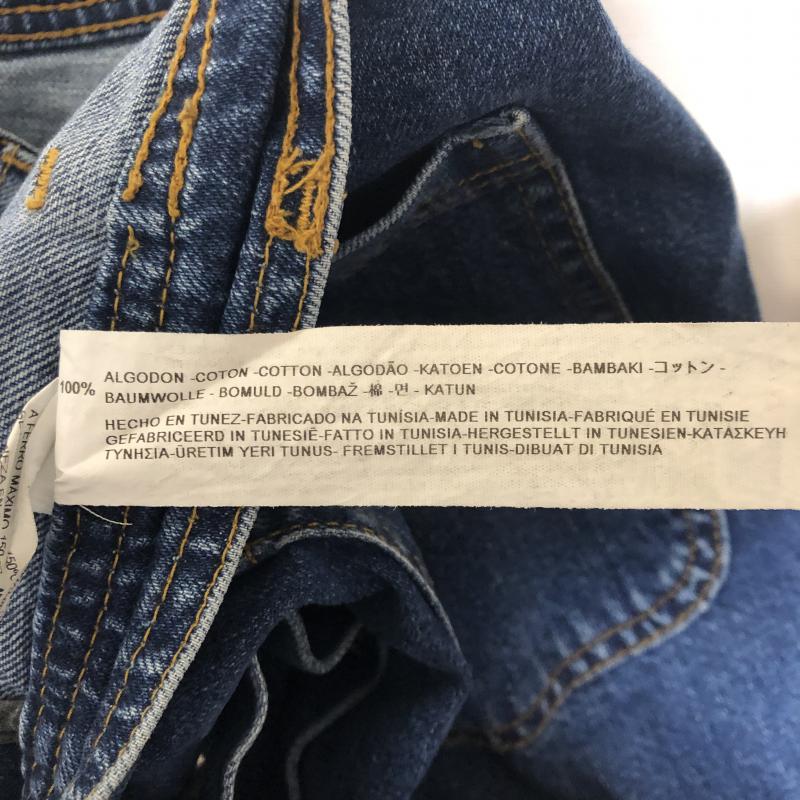 100%
ALGODON -COTON -COTTON -ALGODÃO -KATOEN -COTONE -BAMBAKI -コットン -
BAUMWOLLE - BOMULD -BOMBAŽ -棉 -면 - KATUN
HECHO EN TUNEZ-FABRICADO NA TUNÍSIA-MADE IN TUNISIA-FABRIQUÉ EN TUNISIE
GEFABRICEERD IN TUNESIË-FATTO IN TUNISIA-HERGESTELLT IN TUNESIEN-ΚΑΤΑΣΚΕΥΗ
ΤΥΝΗΣΙΑ-ÜRETIM YERI TUNUS- FREMSTILLET I TUNIS-DIBUAT DI TUNISIA
A FERRO MAXIMO